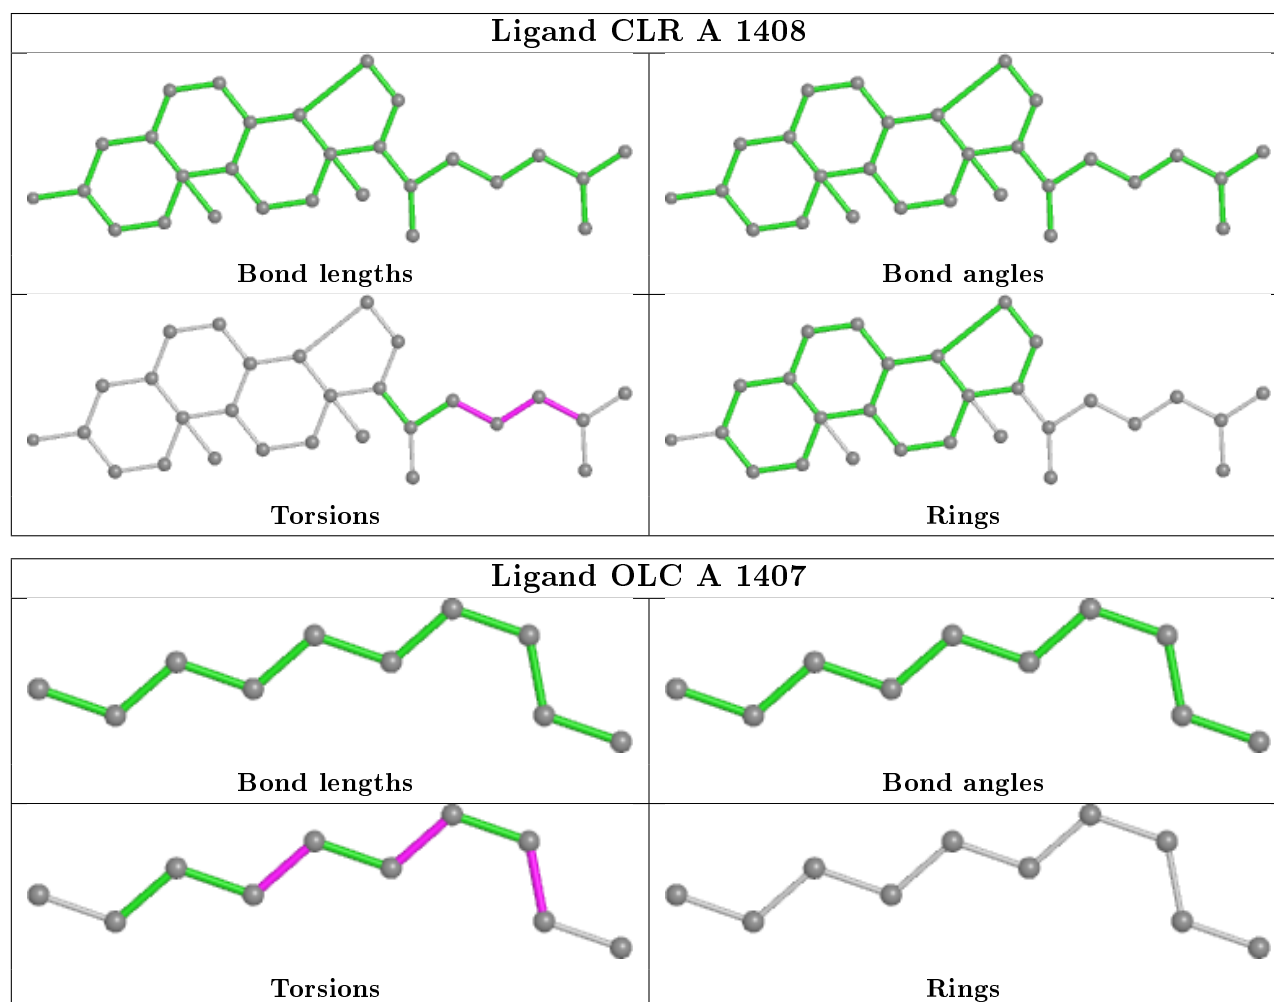 Ligand CLR A 1408
Bond lengths
Bond angles
Torsions
Rings
Ligand OLC A 1407
Bond lengths
Bond angles
Torsions
Rings